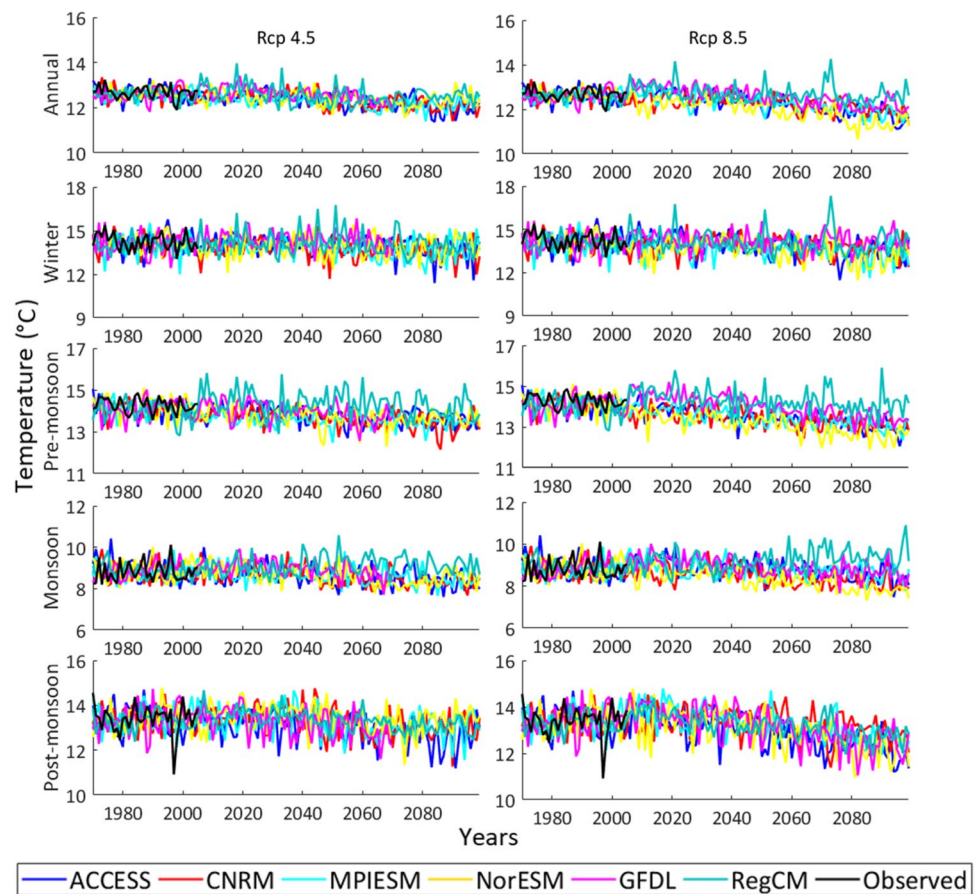 Rcp 4.5
Rcp 8.5
Temperature (°C)
Annual
16
14
12
10
1980 2000 2020 2040 2060 2080
16
14
12
10
1980 2000 2020 2040 2060 2080
Winter
18
15
12
9
1980 2000 2020 2040 2060 2080
18
15
13
9
1980 2000 2020 2040 2060 2080
Pre-monsoon
17
15
13
11
1980 2000 2020 2040 2060 2080
17
15
13
11
1980 2000 2020 2040 2060 2080
Monsoon
12
10
8
6
1980 2000 2020 2040 2060 2080
12
10
8
6
1980 2000 2020 2040 2060 2080
Post-monsoon
16
14
12
10
1980 2000 2020 2040 2060 2080
16
14
12
10
1980 2000 2020 2040 2060 2080
Years
ACCESS CNRM MPIESM NorESM GFDL RegCM Observed